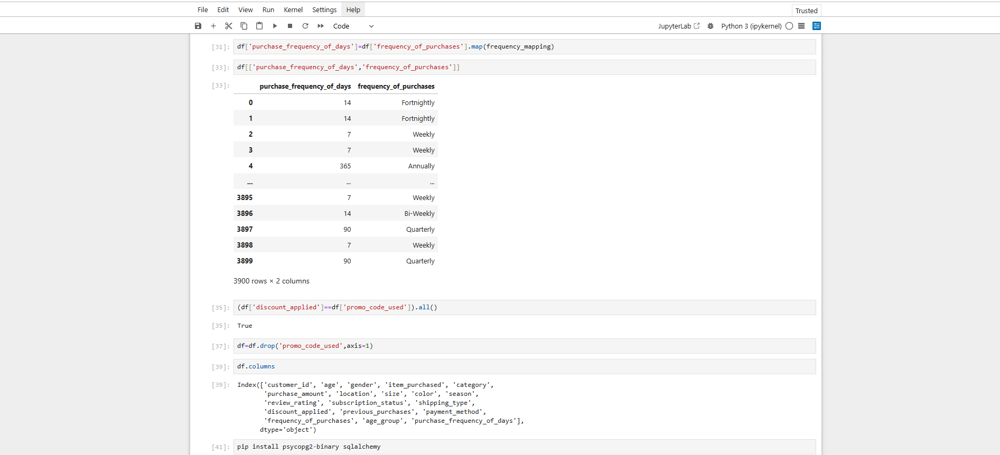 File Edit View Run Kernel Settings Help Trusted
Code JupyterLab Python 3 (ipykernel)
[31]: df['purchase_frequency_of_days']=df['frequency_of_purchases'].map(frequency_mapping)
[33]: df[['purchase_frequency_of_days','frequency_of_purchases']]
[33]: purchase_frequency_of_days frequency_of_purchases
0 14 Fortnightly
1 14 Fortnightly
2 7 Weekly
3 7 Weekly
4 365 Annually
... ... ...
3895 7 Weekly
3896 14 Bi-Weekly
3897 90 Quarterly
3898 7 Weekly
3899 90 Quarterly
3900 rows × 2 columns
[35]: (df['discount_applied']==df['promo_code_used']).all()
[35]: True
[37]: df=df.drop('promo_code_used',axis=1)
[39]: df.columns
[39]: Index(['customer_id', 'age', 'gender', 'item_purchased', 'category',
'purchase_amount', 'location', 'size', 'color', 'season',
'review_rating', 'subscription_status', 'shipping_type',
'discount_applied', 'previous_purchases', 'payment_method',
'frequency_of_purchases', 'age_group', 'purchase_frequency_of_days'],
dtype='object')
[41]: pip install psycopg2-binary sqlalchemy